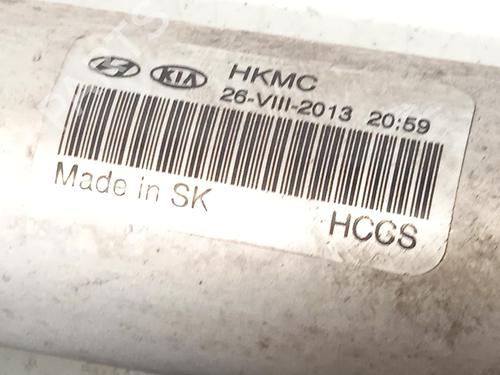 KIA HKMC
26-VIII-2013 20:59
Made in SK
HCCS